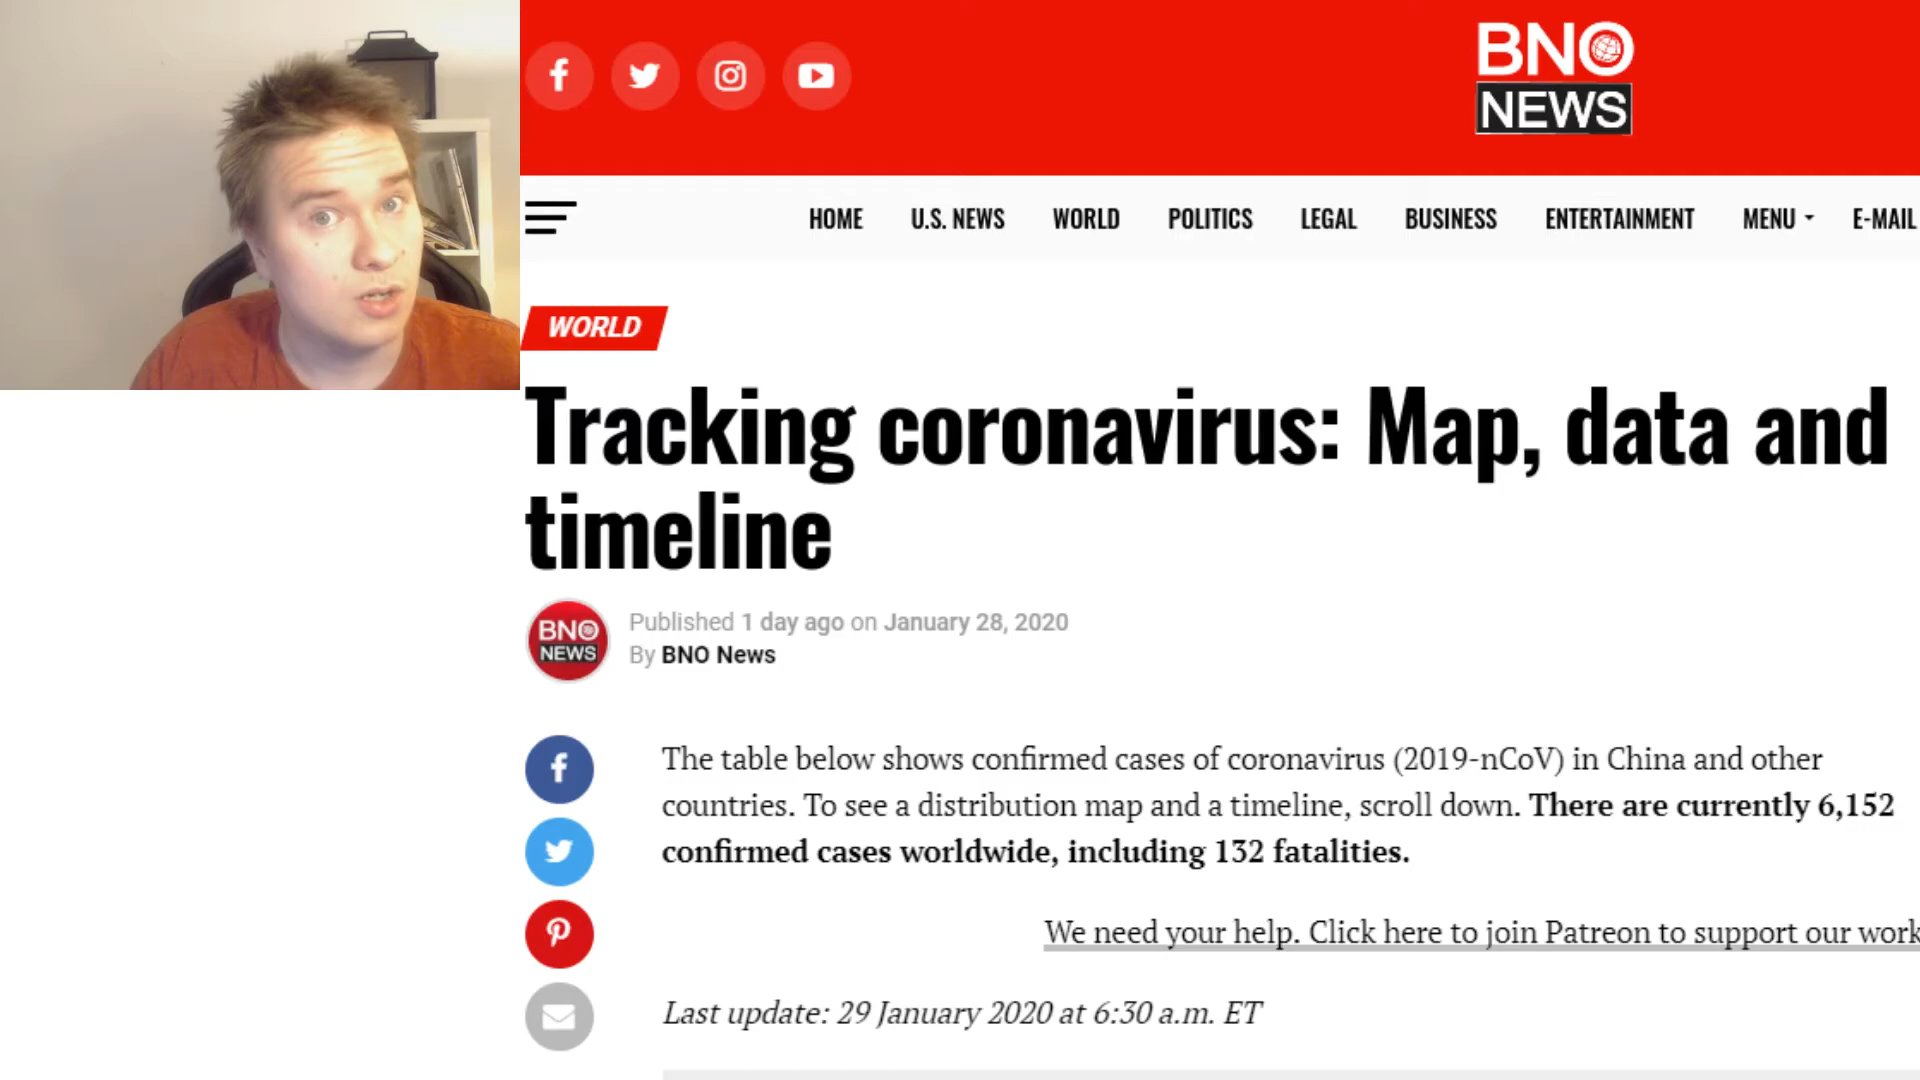 BNO
NEWS
HOME U.S. NEWS WORLD POLITICS LEGAL BUSINESS ENTERTAINMENT MENU E-MAIL
WORLD
Tracking coronavirus: Map, data and
timeline
BNO
NEWS
Published 1 day ago on January 28, 2020
By BNO News
The table below shows confirmed cases of coronavirus (2019-nCoV) in China and other
countries. To see a distribution map and a timeline, scroll down. There are currently 6,152
confirmed cases worldwide, including 132 fatalities.
We need your help. Click here to join Patreon to support our work
Last update: 29 January 2020 at 6:30 a.m. ET